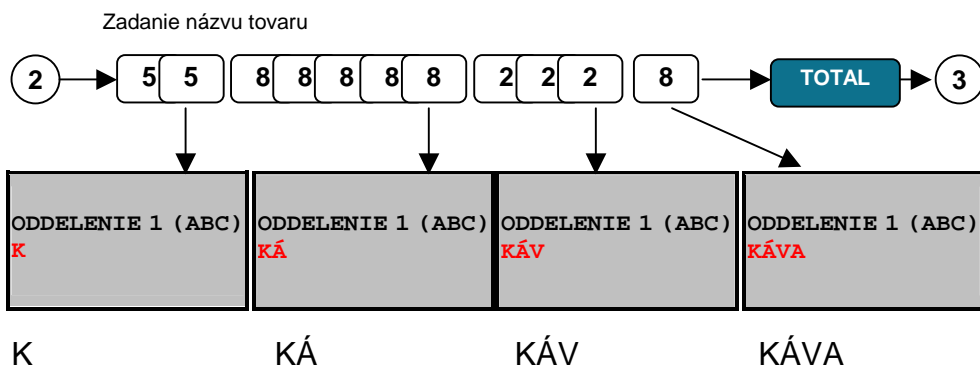 Zadanie názvu tovaru
2 5 5 8 8 8 8 8 2 2 2 8 TOTAL 3
ODDELENIE 1 (ABC) ODDELENIE 1 (ABC) ODDELENIE 1 (ABC) ODDELENIE 1 (ABC)
K KÁ KÁV KÁVA
K KÁ KÁV KÁVA